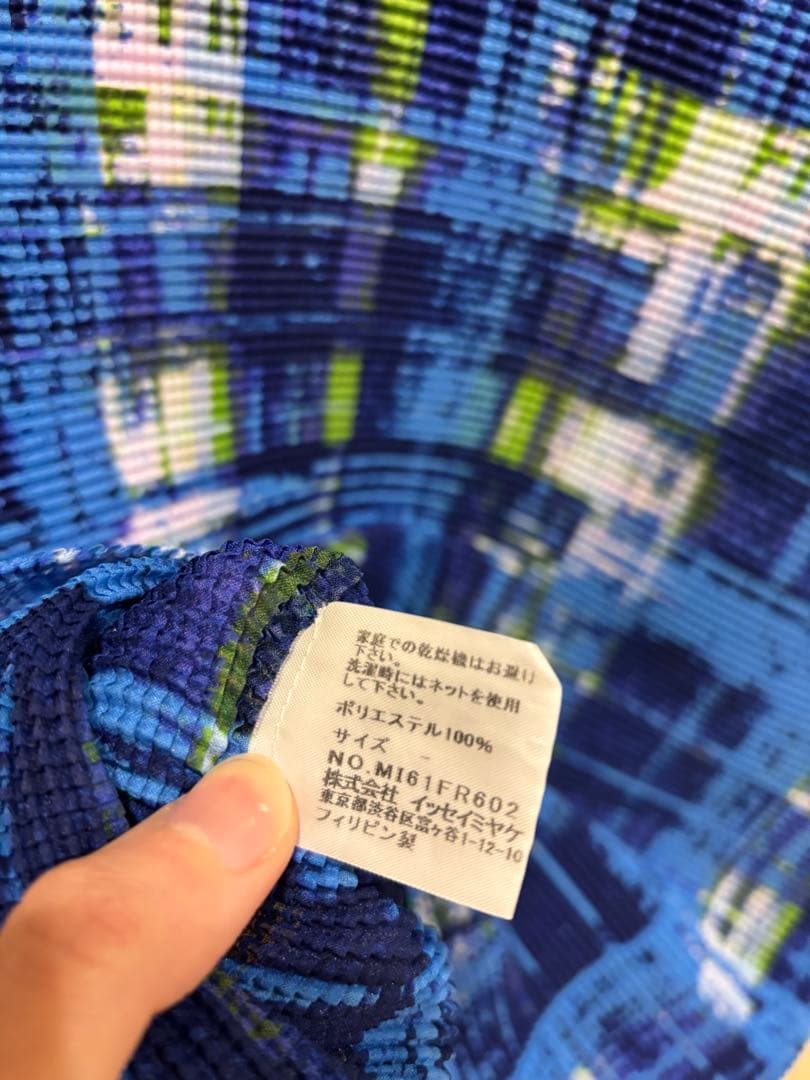 家庭での乾燥機はお避け
下さい。
洗濯時にはネットを使用
して下さい。
ポリエステル100%
サイズ -
NO.MI61FR602
株式会社 イッセイミヤケ
東京都渋谷区富ヶ谷1-12-10
フィリピン製